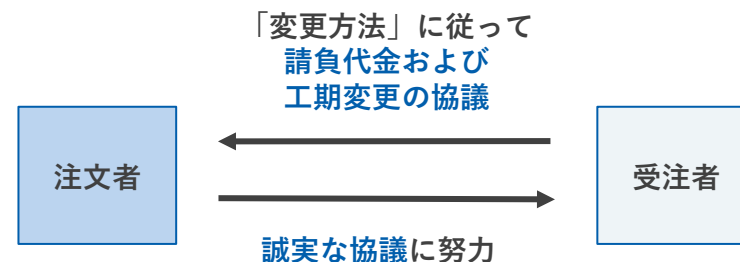 「変更方法」に従って
請負代金および
工期変更の協議
注文者
受注者
誠実な協議に努力